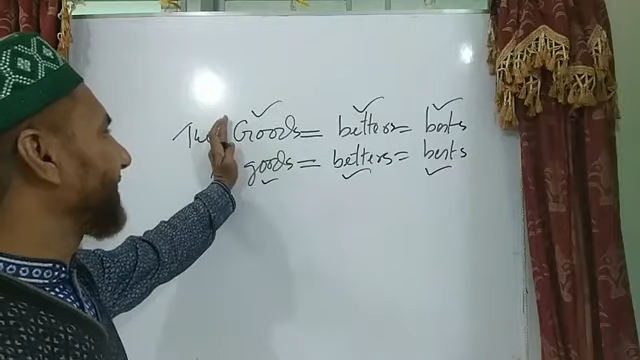 Goods = betters = bests
goods = betters = bests